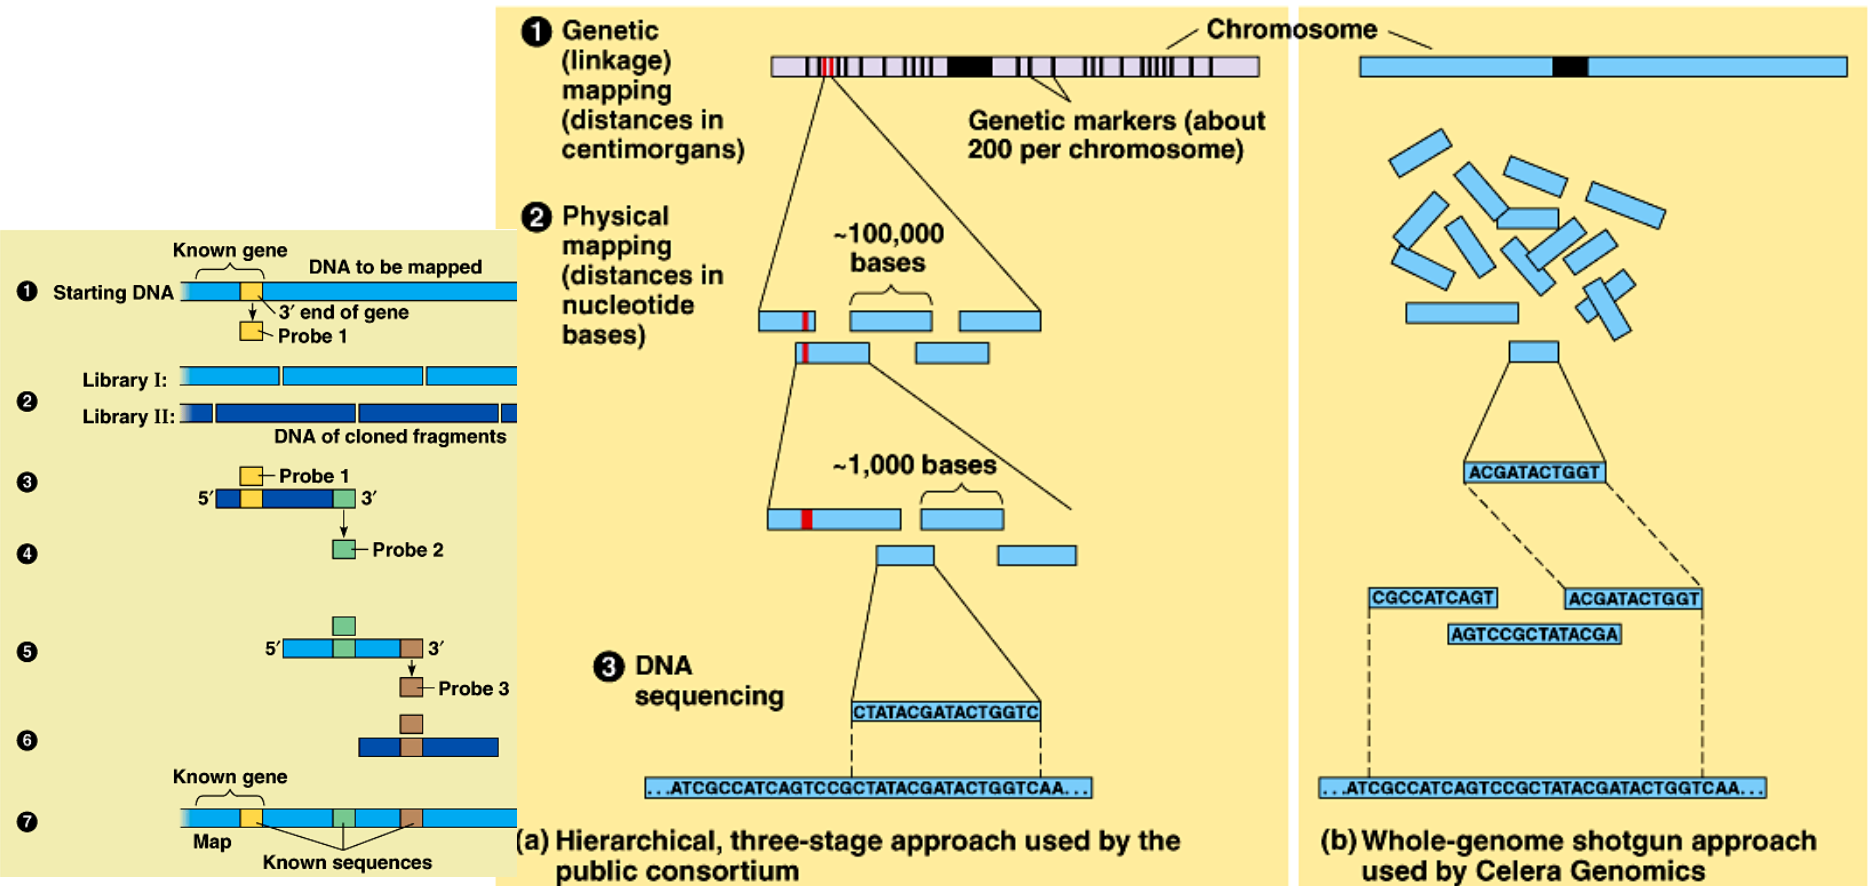 Known gene
DNA to be mapped
1 Starting DNA
3′ end of gene
Probe 1
Library I:
2
Library II:
DNA of cloned fragments
3
Probe 1
5′ 3′
4
Probe 2
5
5′ 3′
Probe 3
6
Known gene
7
Map
Known sequences
1 Genetic
(linkage)
mapping
(distances in
centimorgans)
Chromosome
Genetic markers (about
200 per chromosome)
2 Physical
mapping
(distances in
nucleotide
bases)
~100,000
bases
~1,000 bases
3 DNA
sequencing
CTATACGATACTGGTC
...ATCGCCATCAGTCCGCTATACGATACTGGTCAA...
(a) Hierarchical, three-stage approach used by the
public consortium
ACGATACTGGT
CGCCATCAGT
ACGATACTGGT
AGTCCGCTATACGA
...ATCGCCATCAGTCCGCTATACGATACTGGTCAA...
(b) Whole-genome shotgun approach
used by Celera Genomics